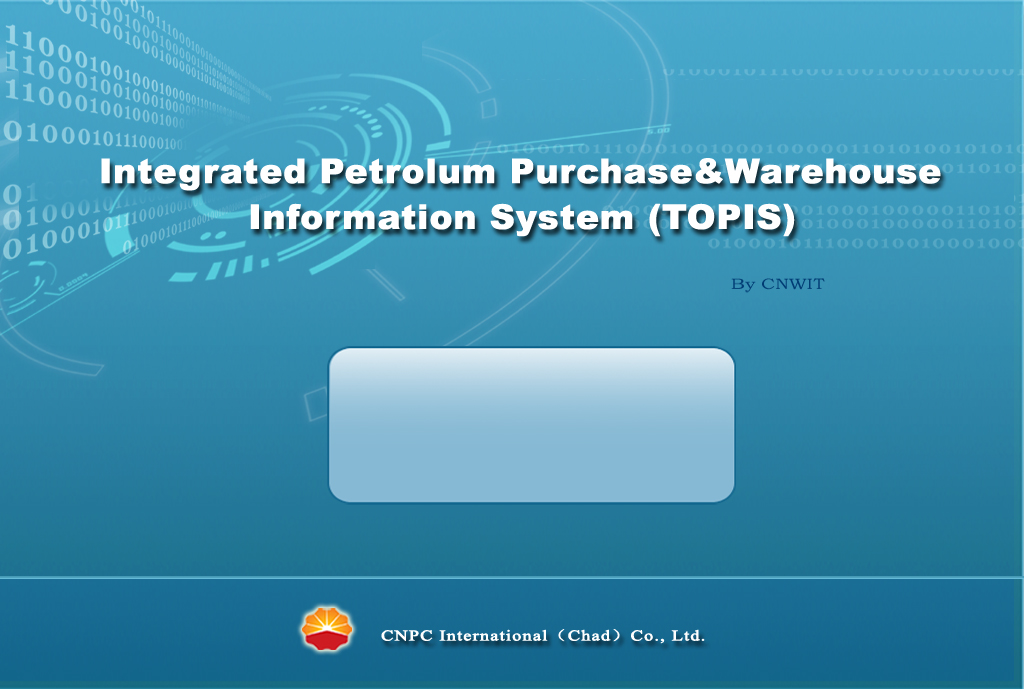 Integrated Petrolum Purchase&Warehouse
Information System (TOPIS)
By CNWIT
CNPC International（Chad）Co., Ltd.